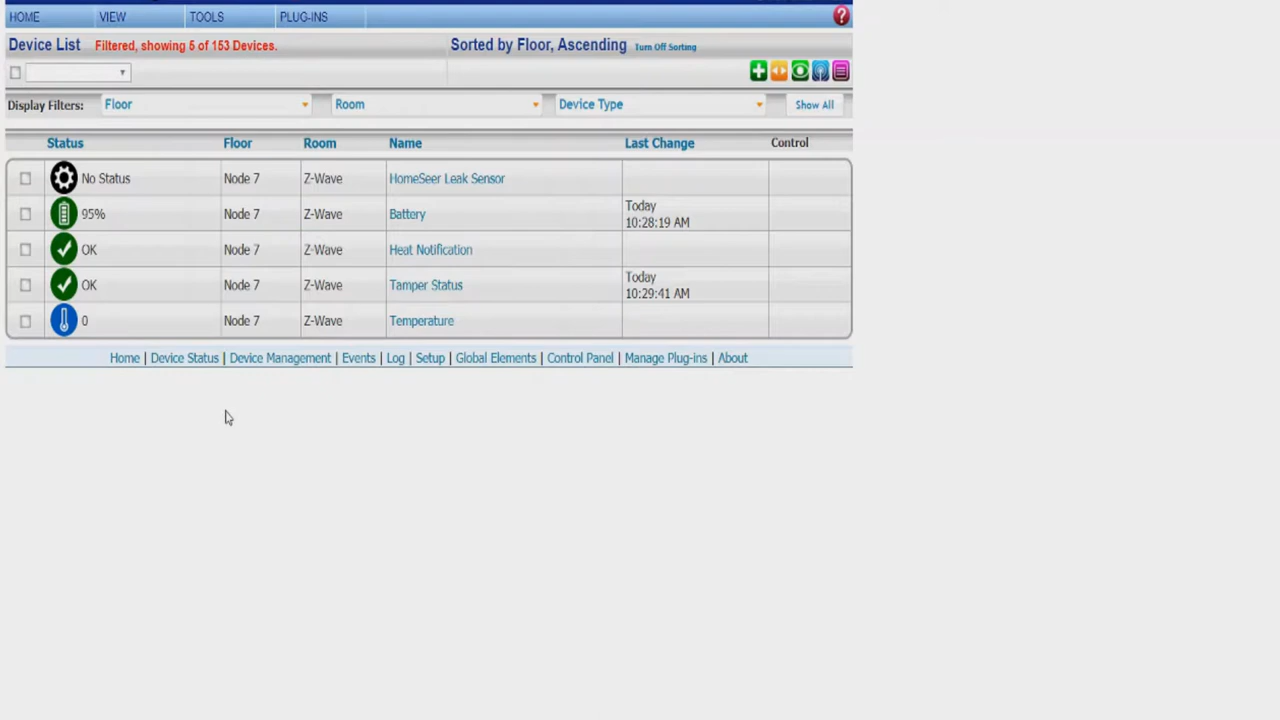 HOME VIEW TOOLS PLUG-INS
Device List Filtered, showing 5 of 153 Devices. Sorted by Floor, Ascending Turn Off Sorting
Display Filters: Floor Room Device Type Show All
Status Floor Room Name Last Change Control
No Status Node 7 Z-Wave HomeSeer Leak Sensor
95% Node 7 Z-Wave Battery Today
10:28:19 AM
OK Node 7 Z-Wave Heat Notification
OK Node 7 Z-Wave Tamper Status Today
10:29:41 AM
0 Node 7 Z-Wave Temperature
Home | Device Status | Device Management | Events | Log | Setup | Global Elements | Control Panel | Manage Plug-ins | About